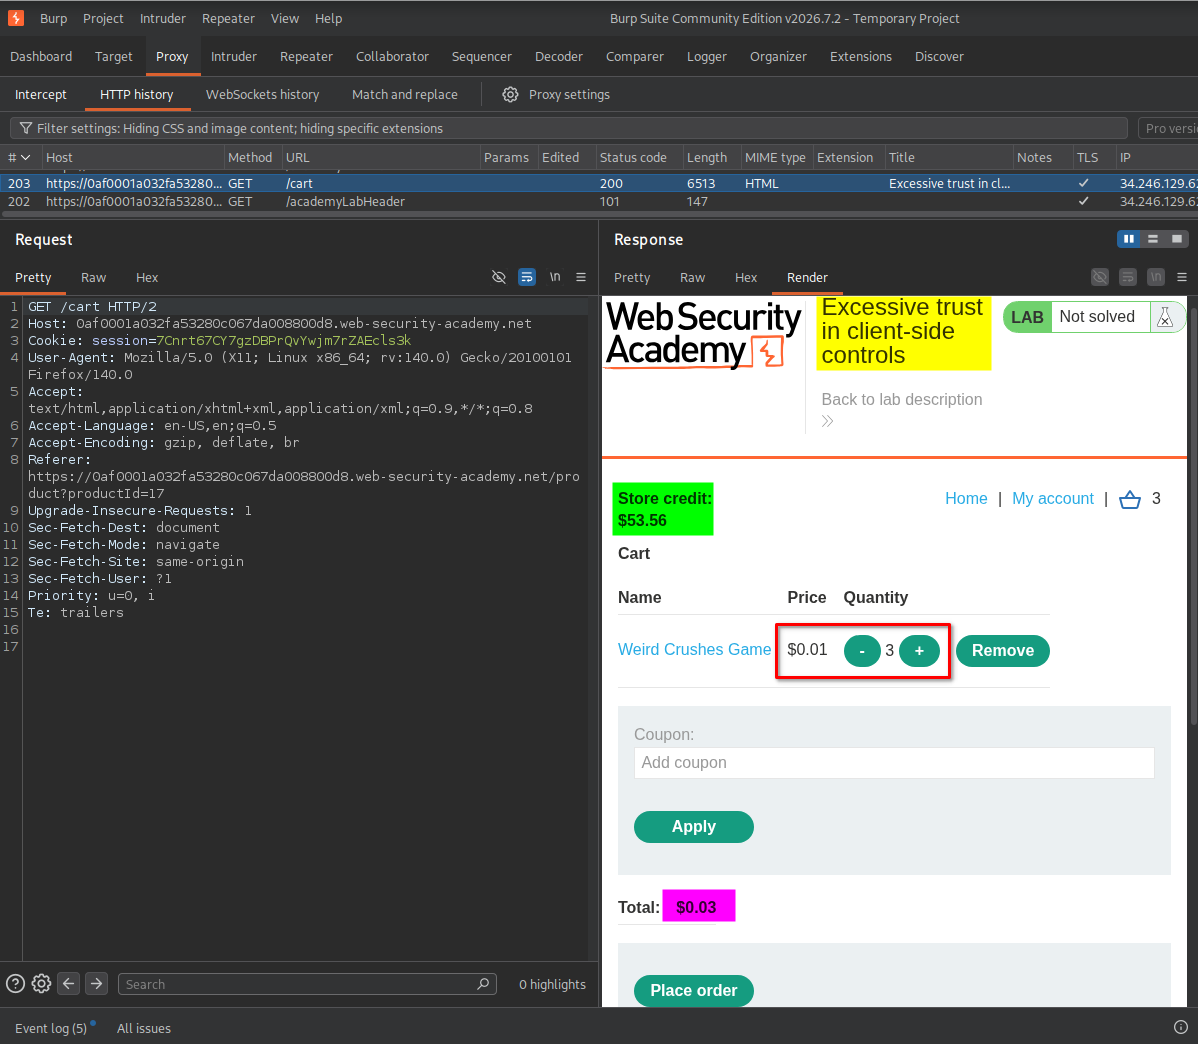 Burp Project Intruder Repeater View Help Burp Suite Community Edition v2026.7.2 - Temporary Project
Dashboard Target Proxy Intruder Repeater Collaborator Sequencer Decoder Comparer Logger Organizer Extensions Discover
Intercept HTTP history WebSockets history Match and replace Proxy settings
Filter settings: Hiding CSS and image content; hiding specific extensions Pro versi
# Host Method URL Params Edited Status code Length MIME type Extension Title Notes TLS IP
203 https://0af0001a032fa53280... GET /cart 200 6513 HTML Excessive trust in cl... ✓ 34.246.129.62
202 https://0af0001a032fa53280... GET /academyLabHeader 101 147 ✓ 34.246.129.62
Request
Pretty Raw Hex \n
1 GET /cart HTTP/2
2 Host: 0af0001a032fa53280c067da008800d8.web-security-academy.net
3 Cookie: session=7Cnrt67CY7gzDBPrQvYwjm7rZAEcls3k
4 User-Agent: Mozilla/5.0 (X11; Linux x86_64; rv:140.0) Gecko/20100101
Firefox/140.0
5 Accept:
text/html,application/xhtml+xml,application/xml;q=0.9,*/*;q=0.8
6 Accept-Language: en-US,en;q=0.5
7 Accept-Encoding: gzip, deflate, br
8 Referer:
https://0af0001a032fa53280c067da008800d8.web-security-academy.net/pro
duct?productId=17
9 Upgrade-Insecure-Requests: 1
10 Sec-Fetch-Dest: document
11 Sec-Fetch-Mode: navigate
12 Sec-Fetch-Site: same-origin
13 Sec-Fetch-User: ?1
14 Priority: u=0, i
15 Te: trailers
16
17
Search 0 highlights
Response
Pretty Raw Hex Render \n
Web Security
Academy
Excessive trust
in client-side
controls
LAB Not solved
Back to lab description
Store credit:
$53.56
Home | My account | 3
Cart
Name Price Quantity
Weird Crushes Game $0.01 - 3 + Remove
Coupon:
Add coupon
Apply
Total: $0.03
Place order
Event log (5) All issues